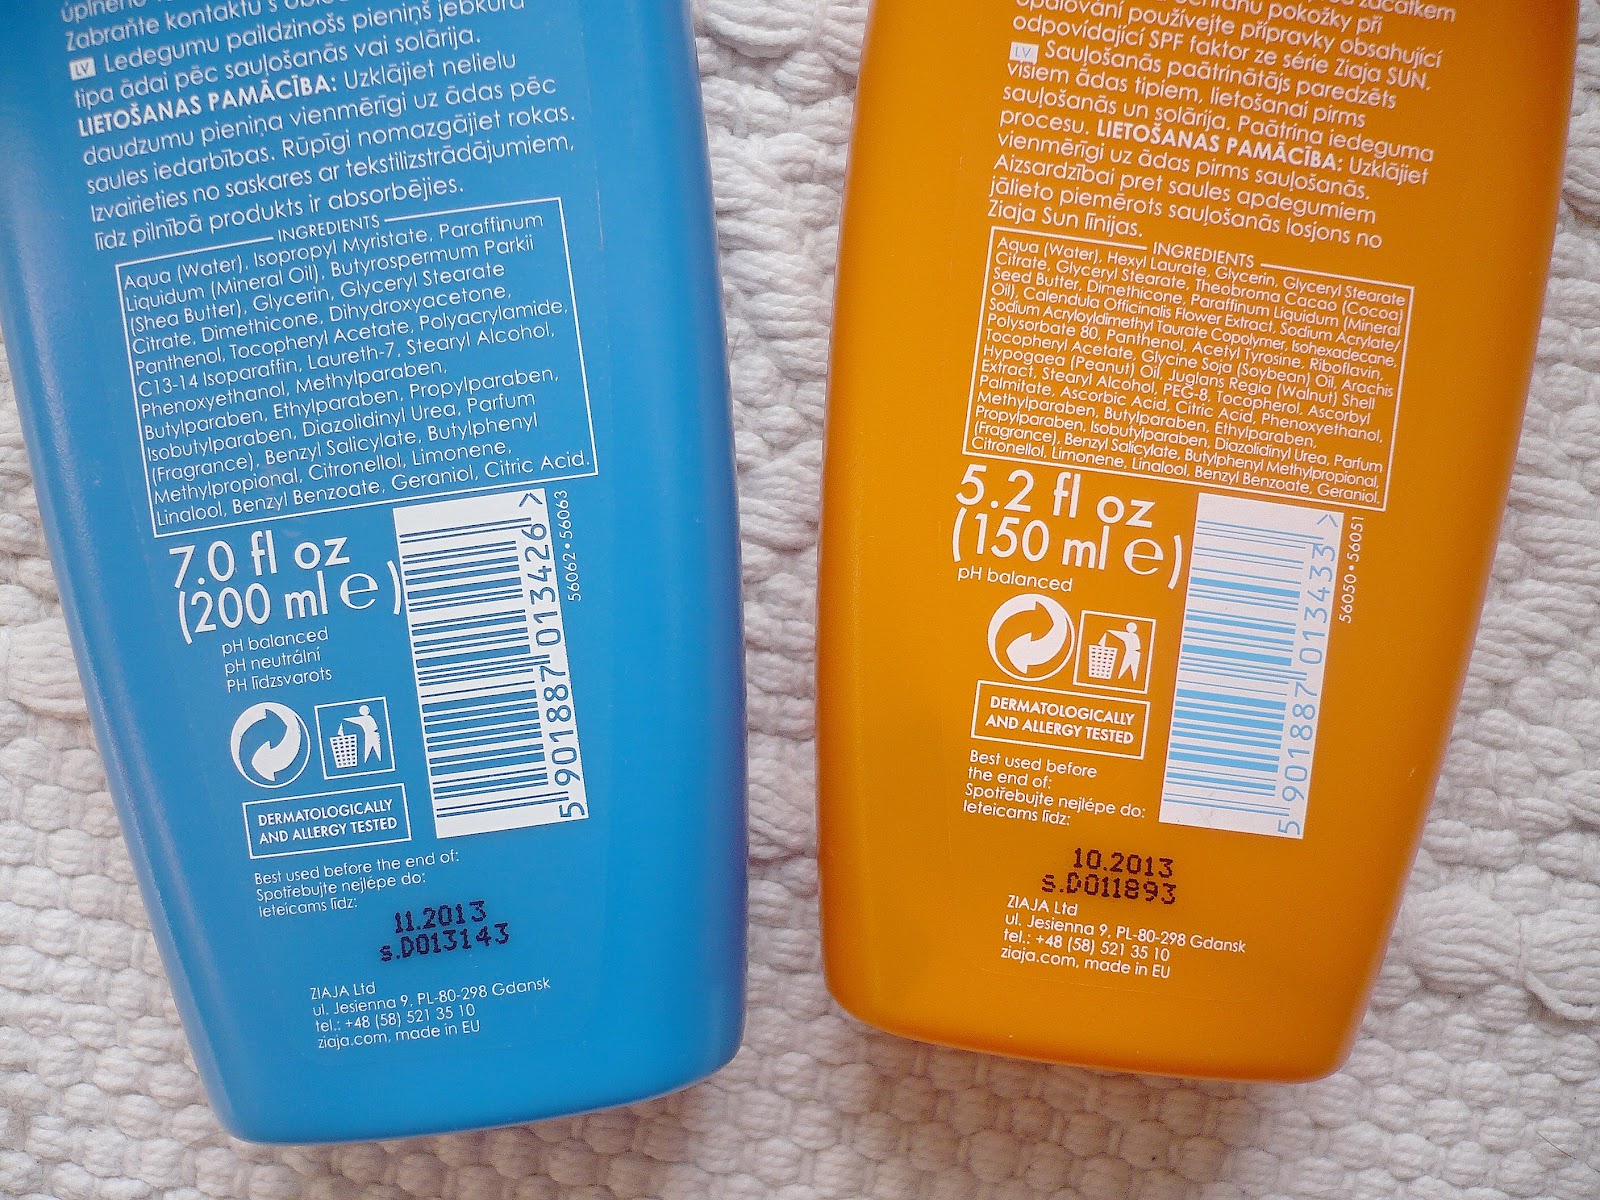 úplného
Zabraňte kontaktu s
LV Iedegumu paildzinošs pieniņš jebkura
tipa ādai pēc sauļošanās vai solārija.
LIETOŠANAS PAMĀCĪBA: Uzklājiet nelielu
daudzumu pieniņa vienmērīgi uz ādas pēc
saules iedarbības. Rūpīgi nomazgājiet rokas.
Izvairieties no saskares ar tekstilizstrādājumiem,
līdz pilnībā produkts ir absorbējies.
INGREDIENTS
Aqua (Water), Isopropyl Myristate, Paraffinum
Liquidum (Mineral Oil), Butyrospermum Parkii
(Shea Butter), Glycerin, Glyceryl Stearate
Citrate, Dimethicone, Dihydroxyacetone,
Panthenol, Tocopheryl Acetate, Polyacrylamide,
C13-14 Isoparaffin, Laureth-7, Stearyl Alcohol,
Phenoxyethanol, Methylparaben,
Butylparaben, Ethylparaben, Propylparaben,
Isobutylparaben, Diazolidinyl Urea, Parfum
(Fragrance), Benzyl Salicylate, Butylphenyl
Methylpropional, Citronellol, Limonene,
Linalool, Benzyl Benzoate, Geraniol, Citric Acid.
7.0 fl oz
(200 ml e)
pH balanced
pH neutrální
PH līdzsvarots
5 901887 013426 >
56062 • 56063
DERMATOLOGICALLY
AND ALLERGY TESTED
Best used before the end of:
Spotřebujte nejlépe do:
Ieteicams līdz:
11.2013
s.D013143
ZIAJA Ltd
ul. Jesienna 9, PL-80-298 Gdansk
tel.: +48 (58) 521 35 10
ziaja.com, made in EU
začátkem
ochranu pokožky při
opalování používejte přípravky obsahující
odpovídající SPF faktor ze série Ziaja SUN.
LV Sauļošanās paātrinātājs paredzēts
visiem ādas tipiem, lietošanai pirms
sauļošanās un solārija. Paātrina iedeguma
procesu. LIETOŠANAS PAMĀCĪBA: Uzklājiet
vienmērīgi uz ādas pirms sauļošanās.
Aizsardzībai pret saules apdegumiem
jālieto piemērots sauļošanās losjons no
Ziaja Sun līnijas.
INGREDIENTS
Aqua (Water), Hexyl Laurate, Glycerin, Glyceryl Stearate
Citrate, Glyceryl Stearate, Theobroma Cacao (Cocoa)
Seed Butter, Dimethicone, Paraffinum Liquidum (Mineral
Oil), Calendula Officinalis Flower Extract, Sodium Acrylate/
Sodium Acryloyldimethyl Taurate Copolymer, Isohexadecane,
Polysorbate 80, Panthenol, Acetyl Tyrosine, Riboflavin,
Tocopheryl Acetate, Glycine Soja (Soybean) Oil, Arachis
Hypogaea (Peanut) Oil, Juglans Regia (Walnut) Shell
Extract, Stearyl Alcohol, PEG-8, Tocopherol, Ascorbyl
Palmitate, Ascorbic Acid, Citric Acid, Phenoxyethanol,
Methylparaben, Butylparaben, Ethylparaben,
Propylparaben, Isobutylparaben, Diazolidinyl Urea, Parfum
(Fragrance), Benzyl Salicylate, Butylphenyl Methylpropional,
Citronellol, Limonene, Linalool, Benzyl Benzoate, Geraniol.
5.2 fl oz
(150 ml e)
pH balanced
5 901887 013433 >
56050 • 56051
DERMATOLOGICALLY
AND ALLERGY TESTED
Best used before
the end of:
Spotřebujte nejlépe do:
Ieteicams līdz:
10.2013
s.D011893
ZIAJA Ltd
ul. Jesienna 9, PL-80-298 Gdansk
tel.: +48 (58) 521 35 10
ziaja.com, made in EU